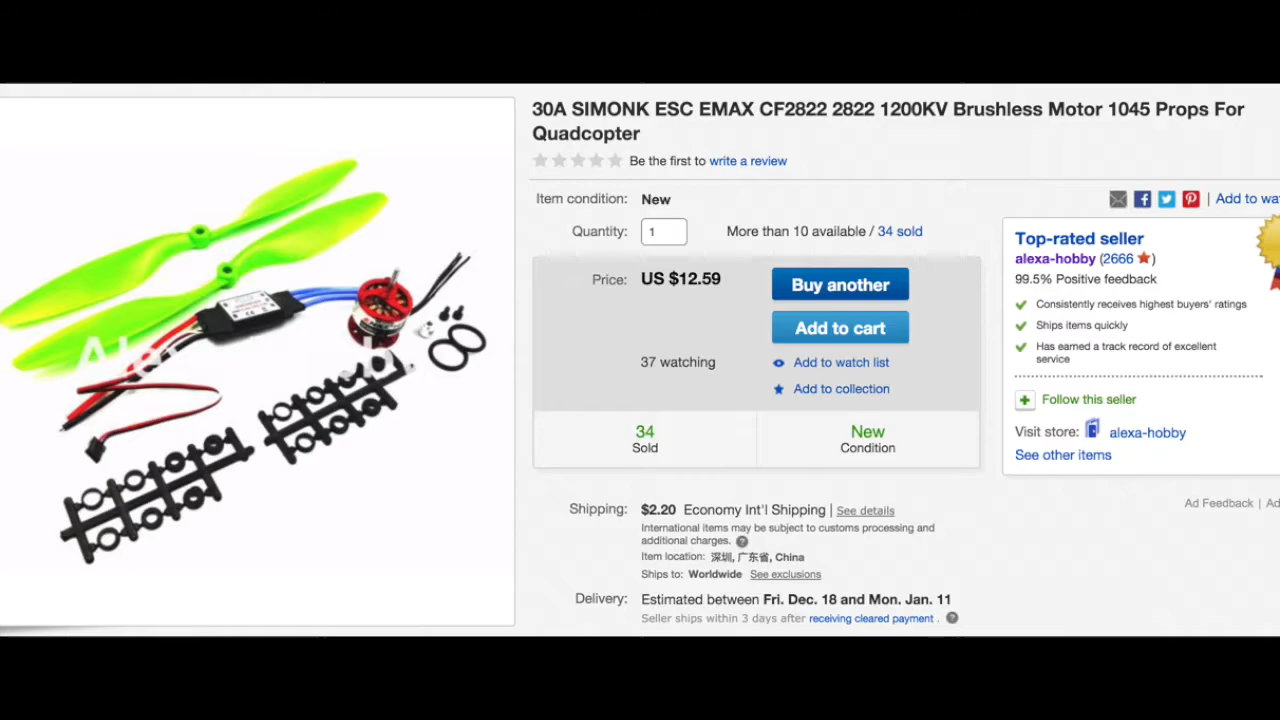 30A SIMONK ESC EMAX CF2822 2822 1200KV Brushless Motor 1045 Props For
Quadcopter
Be the first to write a review
Item condition: New
Quantity: 1 More than 10 available / 34 sold
Price: US $12.59
Buy another
Add to cart
37 watching
Add to watch list
Add to collection
34
Sold
New
Condition
Shipping: $2.20 Economy Int'l Shipping | See details
International items may be subject to customs processing and
additional charges. ?
Item location: 深圳, 广东省, China
Ships to: Worldwide See exclusions
Delivery: Estimated between Fri. Dec. 18 and Mon. Jan. 11
Seller ships within 3 days after receiving cleared payment . ?
| Add to wa
Top-rated seller
alexa-hobby (2666 ★)
99.5% Positive feedback
Consistently receives highest buyers' ratings
Ships items quickly
Has earned a track record of excellent
service
Follow this seller
Visit store: alexa-hobby
See other items
Ad Feedback | Ad